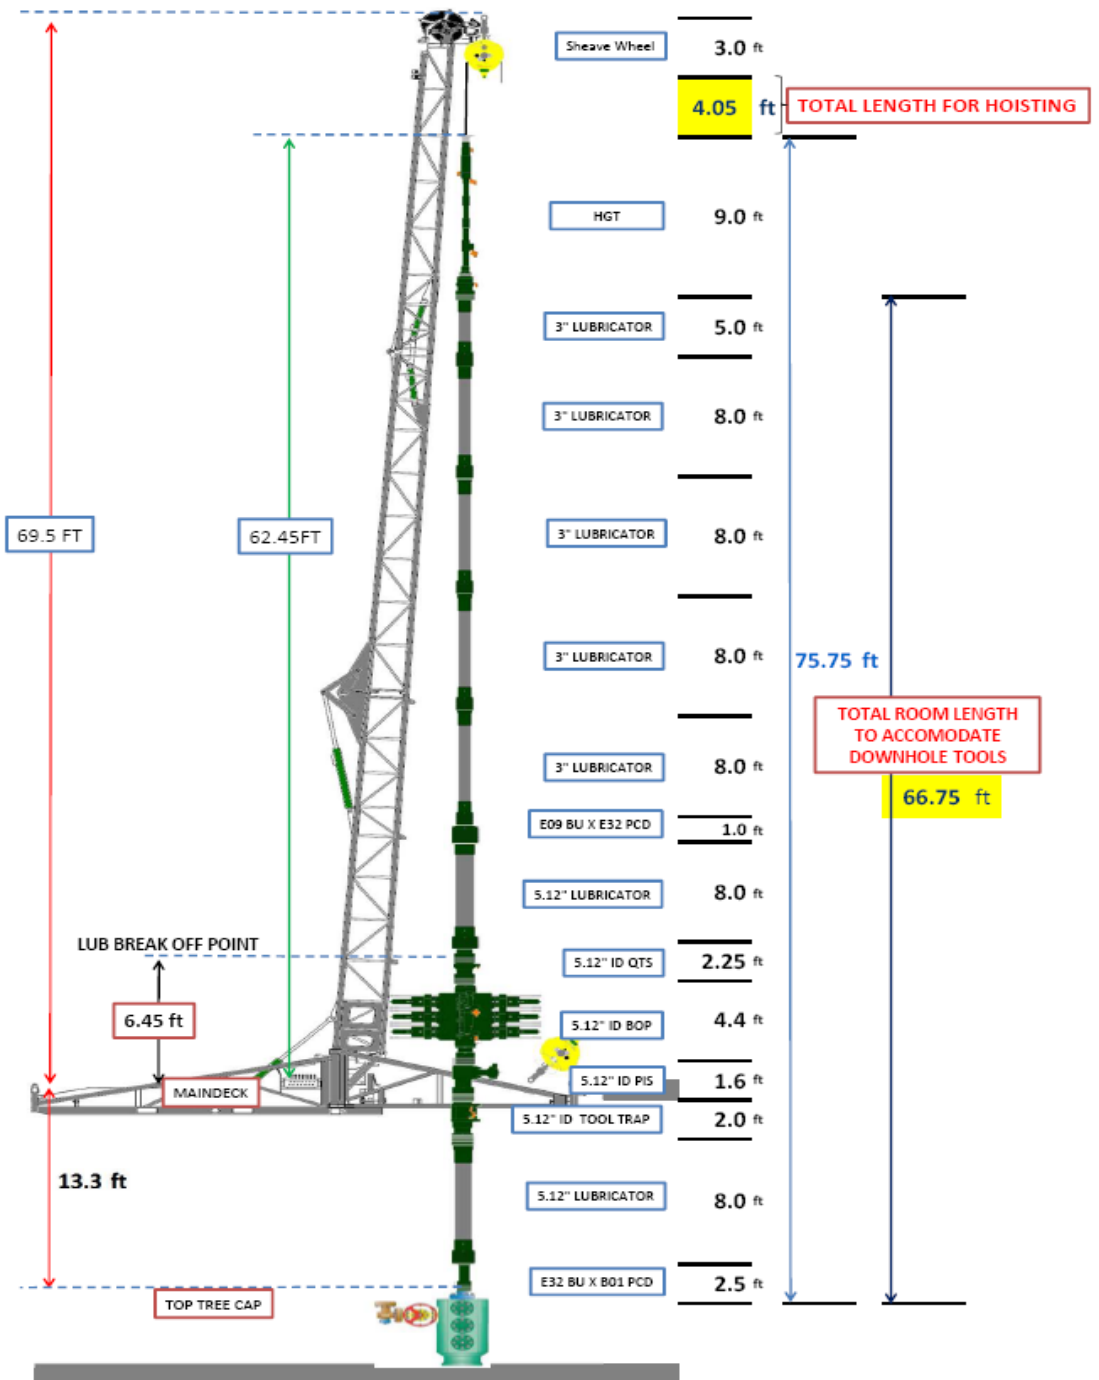 Sheave Wheel 3.0 ft
4.05 ft TOTAL LENGTH FOR HOISTING
HGT 9.0 ft
3" LUBRICATOR 5.0 ft
3" LUBRICATOR 8.0 ft
69.5 FT
62.45FT
3" LUBRICATOR 8.0 ft
3" LUBRICATOR 8.0 ft
75.75 ft
TOTAL ROOM LENGTH
TO ACCOMODATE
DOWNHOLE TOOLS
66.75 ft
3" LUBRICATOR 8.0 ft
E09 BU X E32 PCD 1.0 ft
5.12" LUBRICATOR 8.0 ft
LUB BREAK OFF POINT
5.12" ID QTS 2.25 ft
6.45 ft
5.12" ID BOP 4.4 ft
5.12" ID PIS 1.6 ft
MAINDECK
5.12" ID TOOL TRAP 2.0 ft
13.3 ft
5.12" LUBRICATOR 8.0 ft
E32 BU X B01 PCD 2.5 ft
TOP TREE CAP